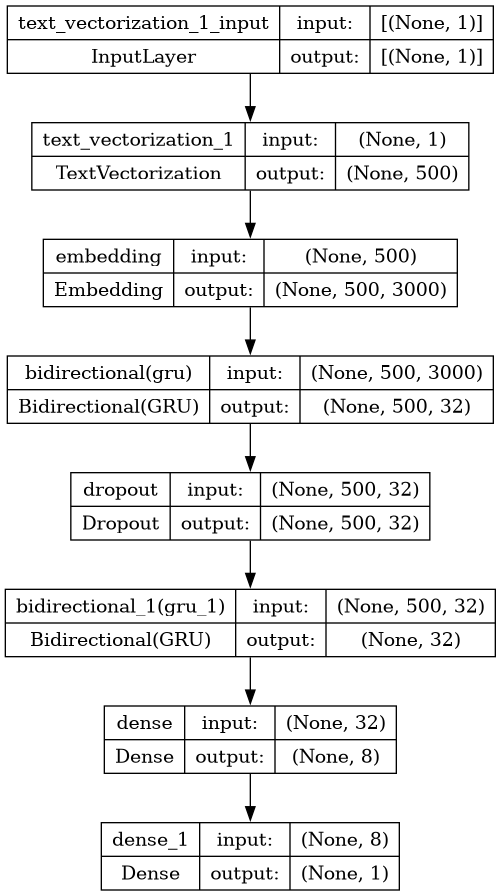 text_vectorization_1_input input: [(None, 1)]
InputLayer output: [(None, 1)]
text_vectorization_1 input: (None, 1)
TextVectorization output: (None, 500)
embedding input: (None, 500)
Embedding output: (None, 500, 3000)
bidirectional(gru) input: (None, 500, 3000)
Bidirectional(GRU) output: (None, 500, 32)
dropout input: (None, 500, 32)
Dropout output: (None, 500, 32)
bidirectional_1(gru_1) input: (None, 500, 32)
Bidirectional(GRU) output: (None, 32)
dense input: (None, 32)
Dense output: (None, 8)
dense_1 input: (None, 8)
Dense output: (None, 1)